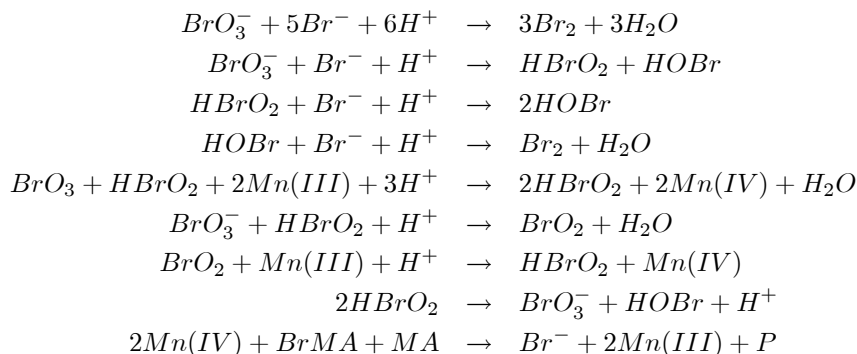 BrO₃⁻ + 5Br⁻ + 6H⁺ → 3Br₂ + 3H₂O
BrO₃⁻ + Br⁻ + H⁺ → HBrO₂ + HOBr
HBrO₂ + Br⁻ + H⁺ → 2HOBr
HOBr + Br⁻ + H⁺ → Br₂ + H₂O
BrO₃ + HBrO₂ + 2Mn(III) + 3H⁺ → 2HBrO₂ + 2Mn(IV) + H₂O
BrO₃⁻ + HBrO₂ + H⁺ → BrO₂ + H₂O
BrO₂ + Mn(III) + H⁺ → HBrO₂ + Mn(IV)
2HBrO₂ → BrO₃⁻ + HOBr + H⁺
2Mn(IV) + BrMA + MA → Br⁻ + 2Mn(III) + P